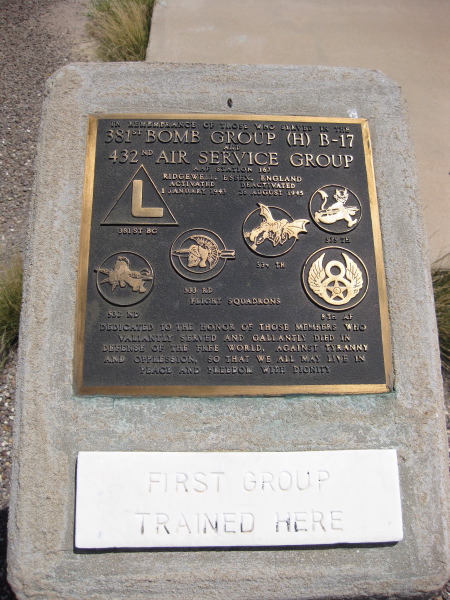 IN REMEMBRANCE OF THOSE WHO SERVED IN THE
381ST BOMB GROUP (H) B-17
AND
432ND AIR SERVICE GROUP
AAF STATION 167
RIDGEWELL, ESSEX, ENGLAND
ACTIVATED DEACTIVATED
1 JANUARY 1943 28 AUGUST 1945
L
381ST BG
535 TH
534 TH
533 RD
532 ND
8TH AF
FLIGHT SQUADRONS
DEDICATED TO THE HONOR OF THOSE MEMBERS WHO
VALIANTLY SERVED AND GALLANTLY DIED IN
DEFENSE OF THE FREE WORLD, AGAINST TYRANNY
AND OPPRESSION, SO THAT WE ALL MAY LIVE IN
PEACE AND FREEDOM WITH DIGNITY
FIRST GROUP
TRAINED HERE